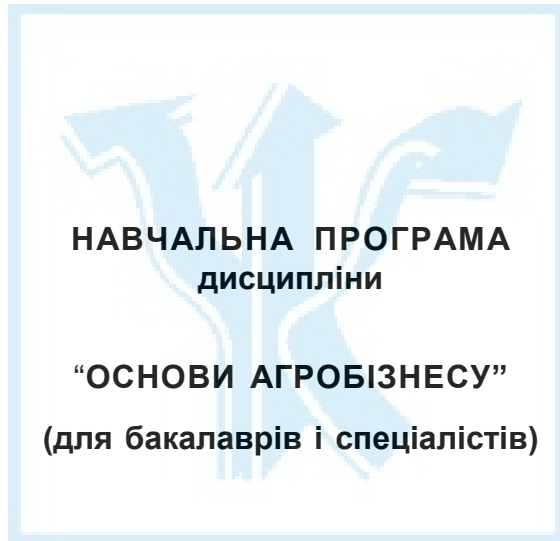 НАВЧАЛЬНА ПРОГРАМА
дисципліни
“ОСНОВИ АГРОБІЗНЕСУ”
(для бакалаврів і спеціалістів)